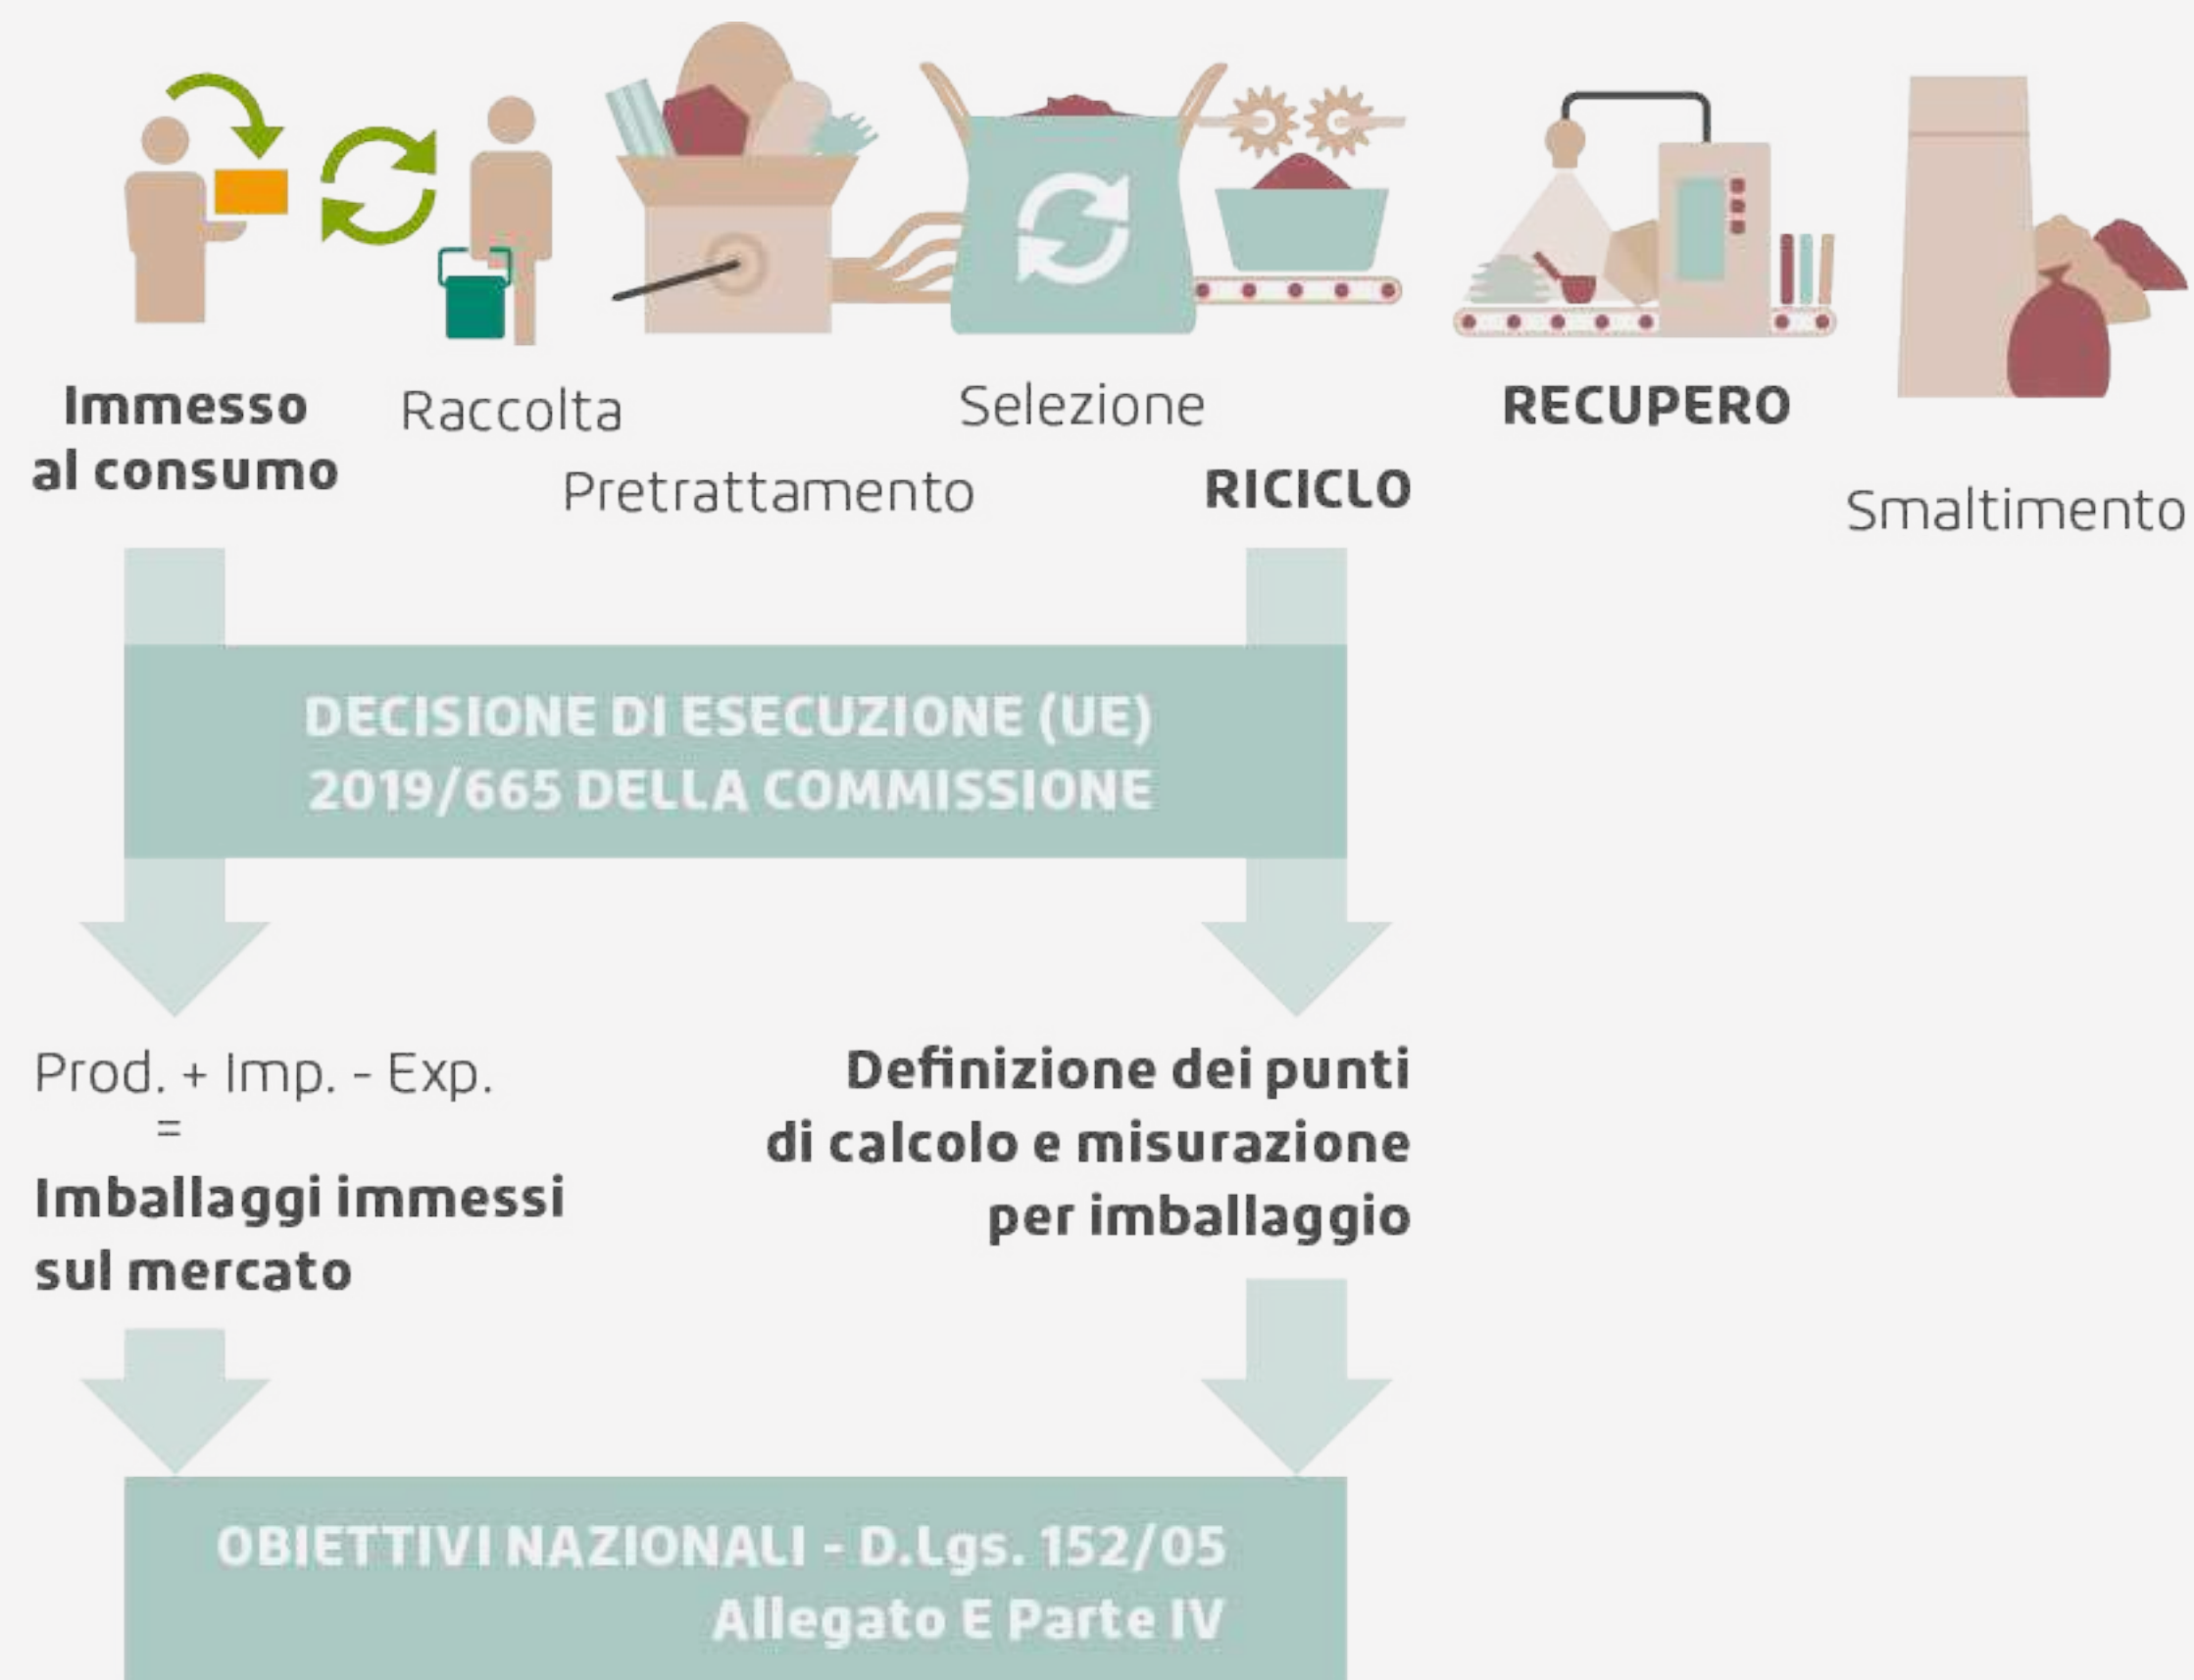 Immesso
al consumo
Raccolta
Pretrattamento
Selezione
RICICLO
RECUPERO
Smaltimento
DECISIONE DI ESECUZIONE (UE)
2019/665 DELLA COMMISSIONE
Prod. + Imp. - Exp.
=
Imballaggi immessi
sul mercato
Definizione dei punti
di calcolo e misurazione
per imballaggio
OBIETTIVI NAZIONALI - D.Lgs. 152/05
Allegato E Parte IV